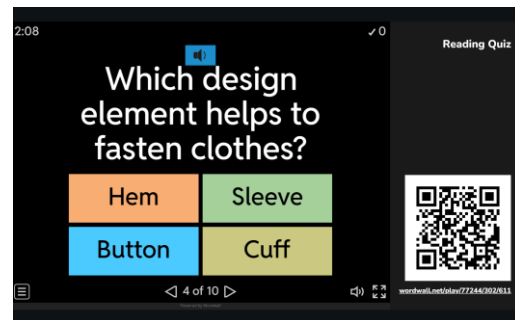 2:08
✓ 0
Reading Quiz
Which design
element helps to
fasten clothes?
Hem
Sleeve
Button
Cuff
4 of 10
wordwall.net/play/77244/302/611